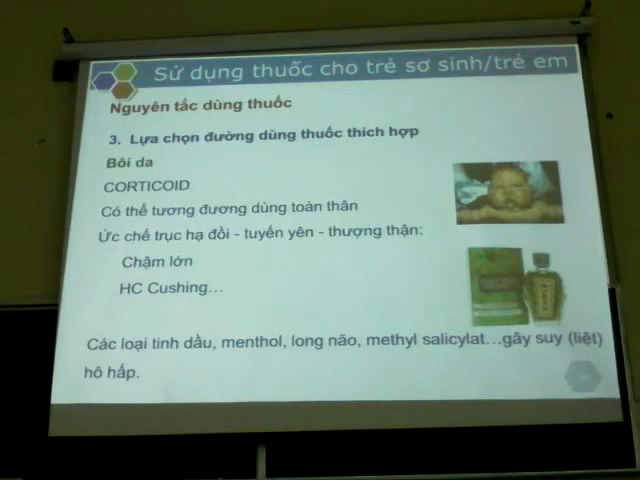 Sử dụng thuốc cho trẻ sơ sinh/trẻ em
Nguyên tắc dùng thuốc
3. Lựa chọn đường dùng thuốc thích hợp
Bôi da
CORTICOID
Có thể tương đương dùng toàn thân
Ức chế trục hạ đồi - tuyến yên - thượng thận:
Chậm lớn
HC Cushing...
Các loại tinh dầu, menthol, long não, methyl salicylat...gây suy (liệt)
hô hấp.